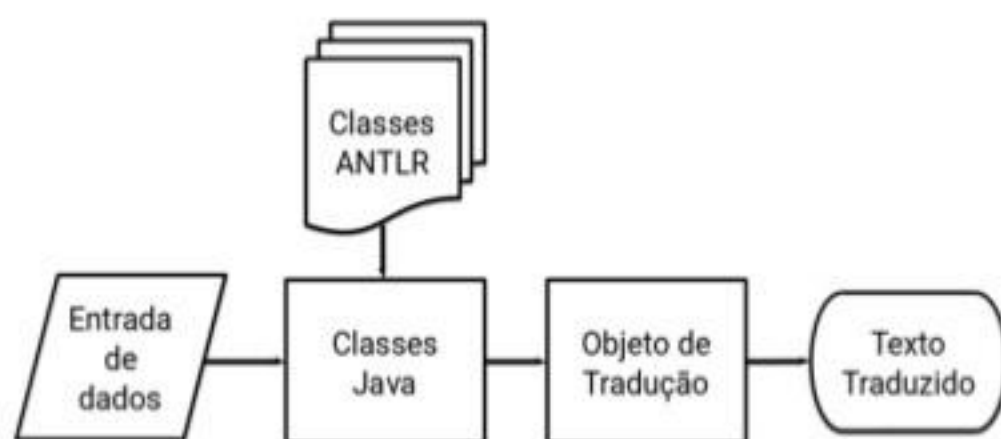 Classes
ANTLR
Entrada
de
dados
Classes
Java
Objeto de
Tradução
Texto
Traduzido